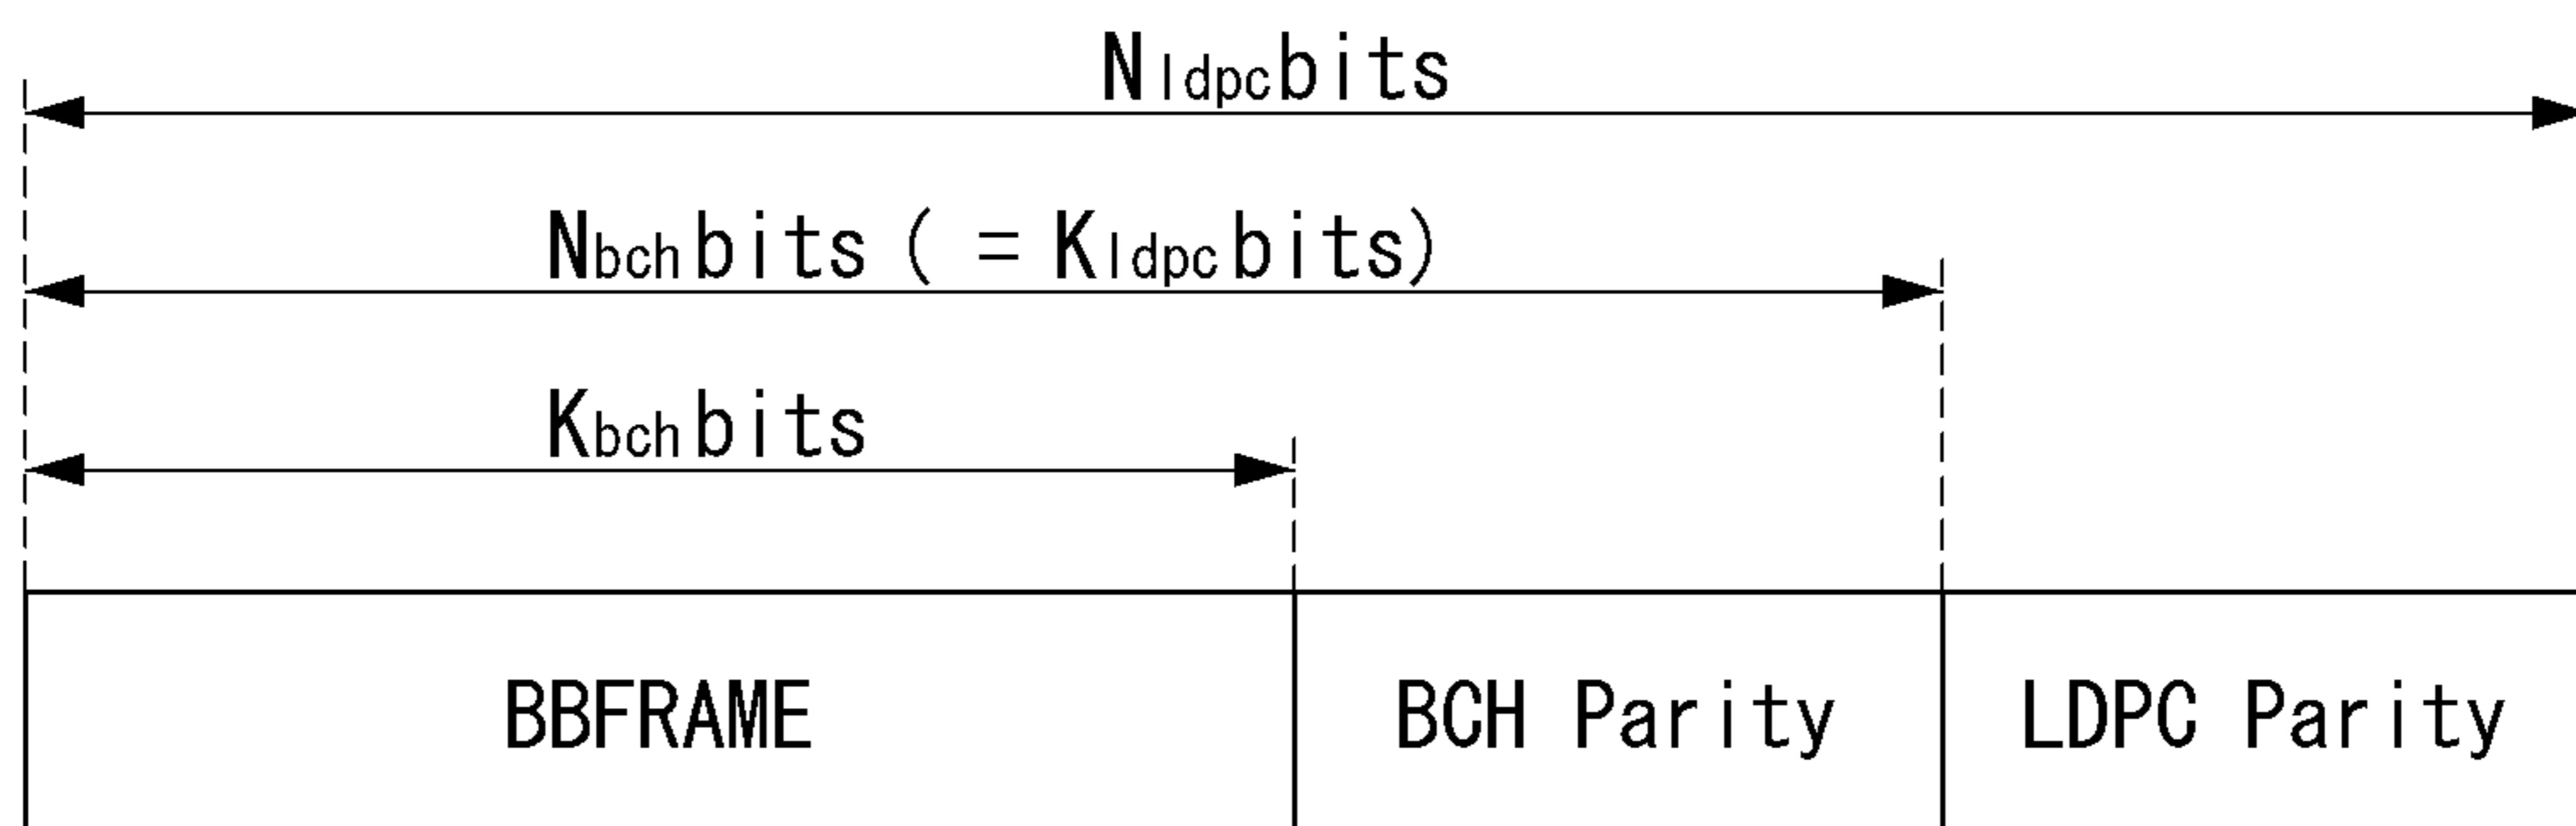 Nldpcbits
Nbchbits ( = Kldpcbits)
Kbchbits
BBFRAME BCH Parity LDPC Parity